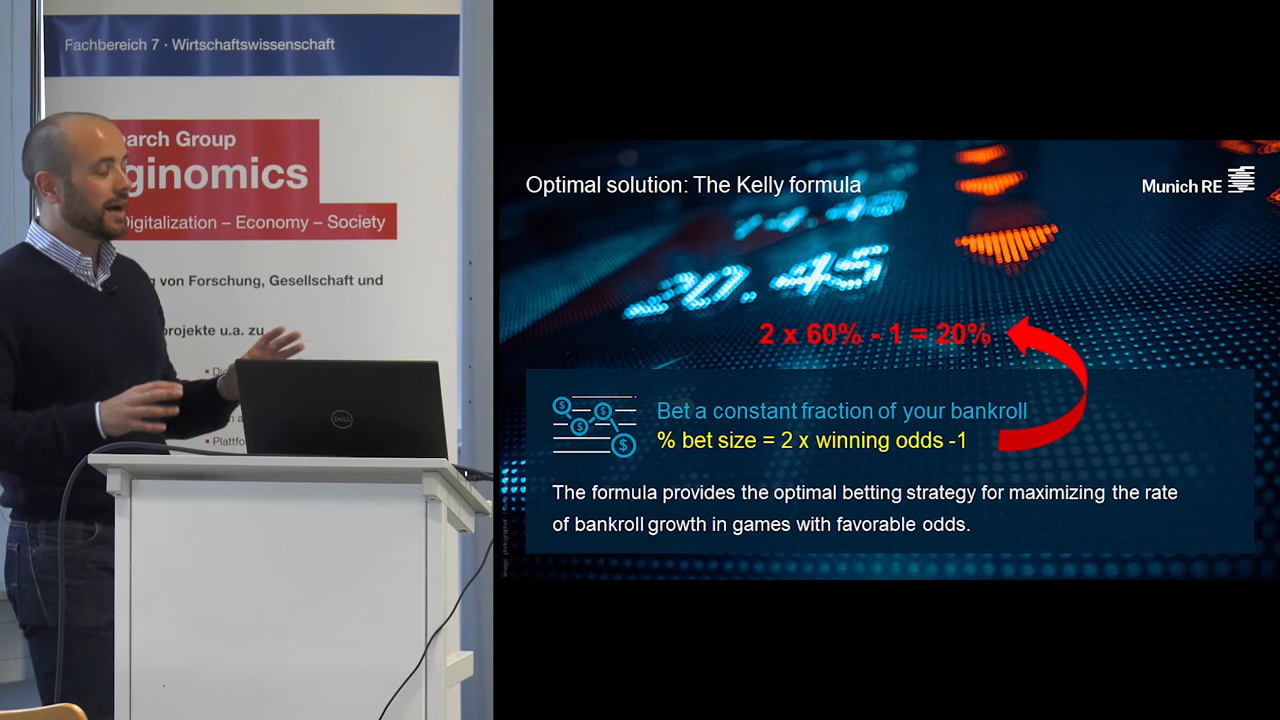 Fachbereich 7 · Wirtschaftswissenschaft
arch Group
ginomics
Digitalization – Economy – Society
von Forschung, Gesellschaft und
projekte u.a. zu
Plattfo
DELL
Optimal solution: The Kelly formula
Munich RE
20.45
2 x 60% - 1 = 20%
Bet a constant fraction of your bankroll
% bet size = 2 x winning odds -1
The formula provides the optimal betting strategy for maximizing the rate
of bankroll growth in games with favorable odds.